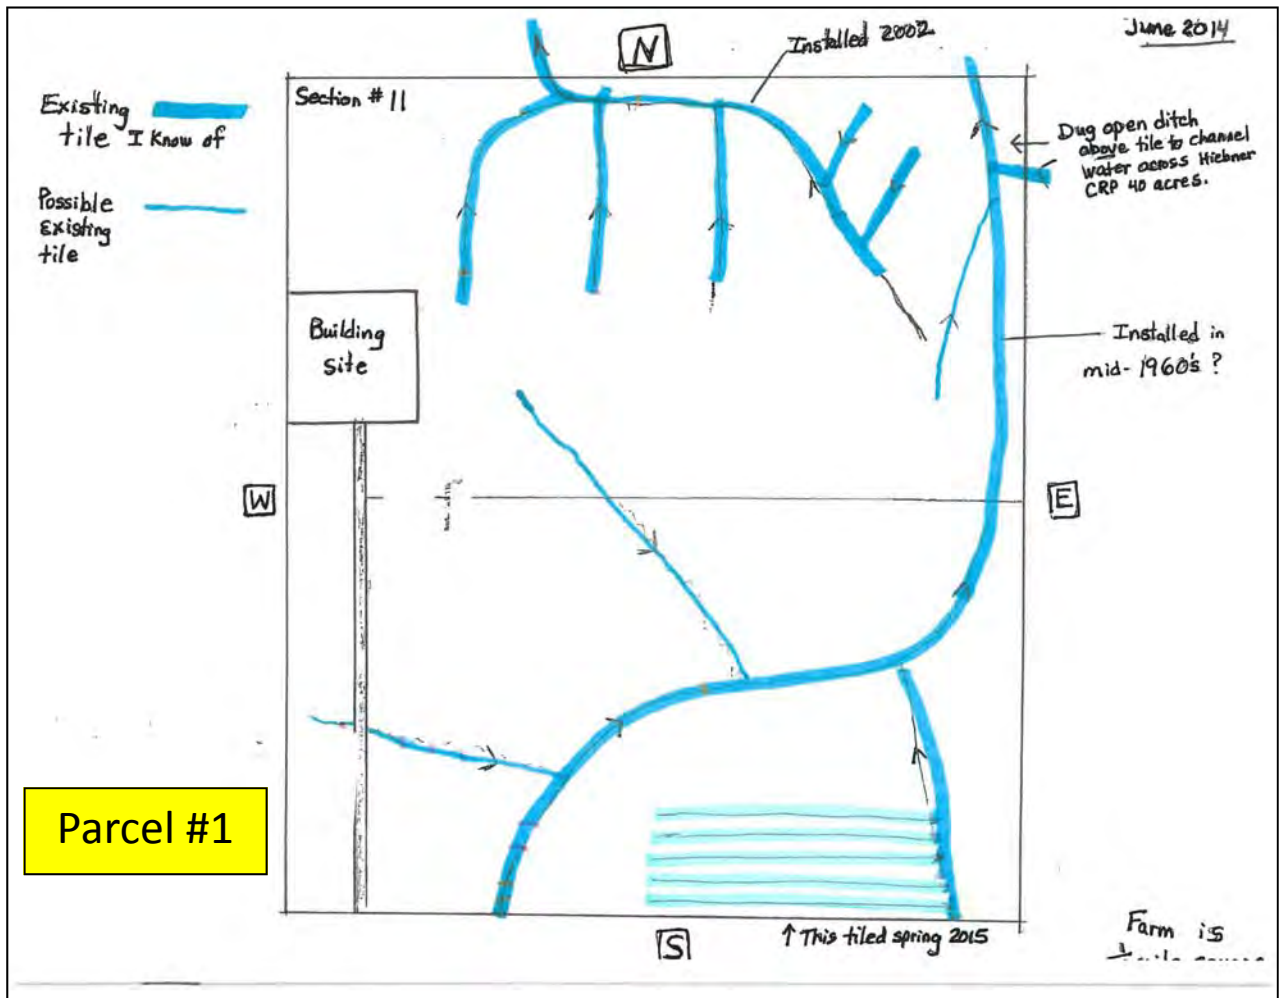 June 2014
N
Installed 2002
Section # 11
Existing
tile I Know of
Possible
Existing
tile
Dug open ditch
above tile to channel
water across Hiebner
CRP 40 acres.
Building
site
Installed in
mid-1960's ?
W
E
Parcel #1
↑ This tiled spring 2015
S
Farm is